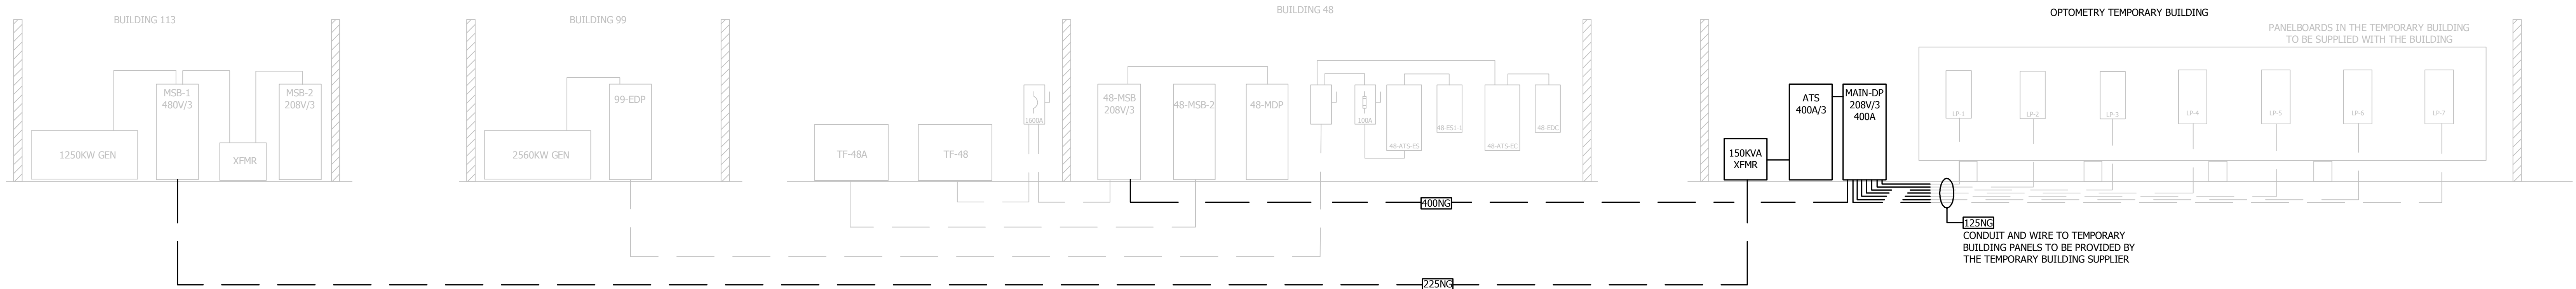 BUILDING 113
MSB-1
480V/3
MSB-2
208V/3
1250KW GEN
XFMR
BUILDING 99
99-EDP
2560KW GEN
BUILDING 48
TF-48A
TF-48
1600A
48-MSB
208V/3
48-MSB-2
48-MDP
100A
48-ATS-ES
48-ESJ-1
48-ATS-EC
48-EDC
400NG
225NG
OPTOMETRY TEMPORARY BUILDING
PANELBOARDS IN THE TEMPORARY BUILDING
TO BE SUPPLIED WITH THE BUILDING
150KVA
XFMR
ATS
400A/3
MAIN-DP
208V/3
400A
LP-1
LP-2
LP-3
LP-4
LP-5
LP-6
LP-7
125NG
CONDUIT AND WIRE TO TEMPORARY
BUILDING PANELS TO BE PROVIDED BY
THE TEMPORARY BUILDING SUPPLIER